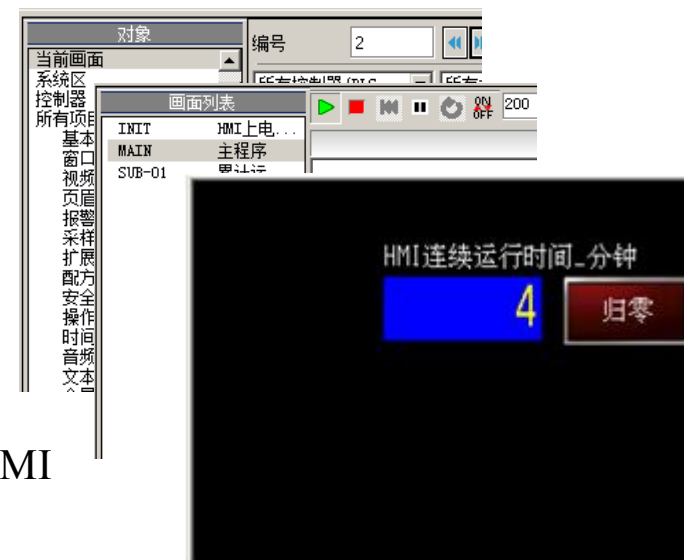 对象
编号
2
当前画面
系统区
控制器
所有项目
基本
窗口
视频
页眉
报警
采样
扩展
配方
安全
操作
时间
音频
文本
画面列表
ON
OFF
200
INIT HMI上电...
MAIN 主程序
SUB-01
HMI连续运行时间_分钟
4
归零
MI